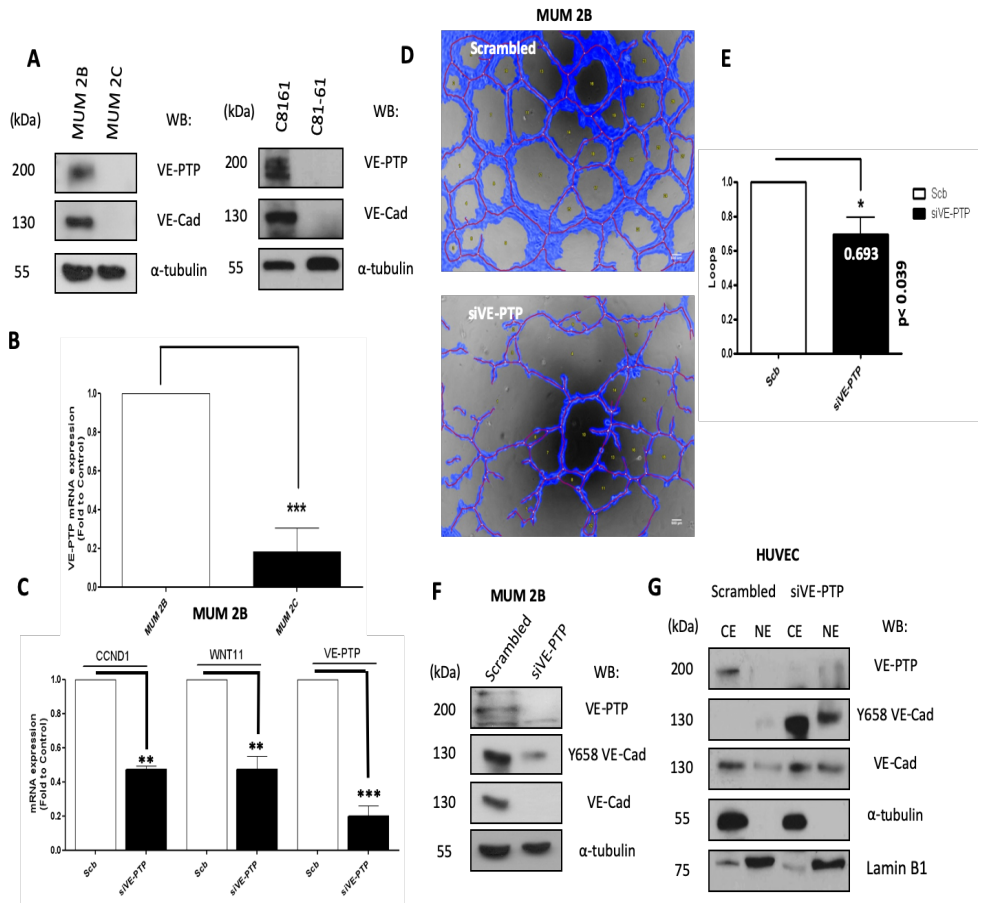 MUM 2B
A
(kDa)
MUM 2B
MUM 2C
WB:
200
VE-PTP
130
VE-Cad
55
α-tubulin
(kDa)
C8161
C81-61
WB:
200
VE-PTP
130
VE-Cad
55
α-tubulin
B
VE-PTP mRNA expression
(Fold to Control)
1.0
0.8
0.6
0.4
0.2
0.0
***
MUM 2B
MUM 2C
C
MUM 2B
mRNA expression
(Fold to Control)
1.0
0.8
0.6
0.4
0.2
0.0
CCND1
WNT11
VE-PTP
**
**
***
Scb
siVE-PTP
Scb
siVE-PTP
Scb
siVE-PTP
D
Scrambled
siVE-PTP
E
Loops
1.0
0.8
0.6
0.4
0.2
0.0
*
0.693
p< 0.039
Scb
siVE-PTP
Scb
siVE-PTP
F
MUM 2B
(kDa)
Scrambled
siVE-PTP
WB:
200
VE-PTP
130
Y658 VE-Cad
130
VE-Cad
55
α-tubulin
G
HUVEC
Scrambled
siVE-PTP
(kDa)
CE
NE
CE
NE
WB:
200
VE-PTP
130
Y658 VE-Cad
130
VE-Cad
55
α-tubulin
75
Lamin B1